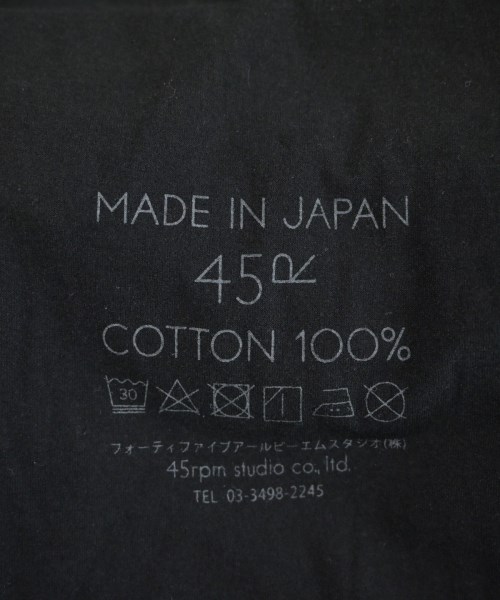 MADE IN JAPAN
45R
COTTON 100%
30
フォーティファイブアールピーエムスタジオ(株)
45rpm studio co., ltd.
TEL 03-3498-2245